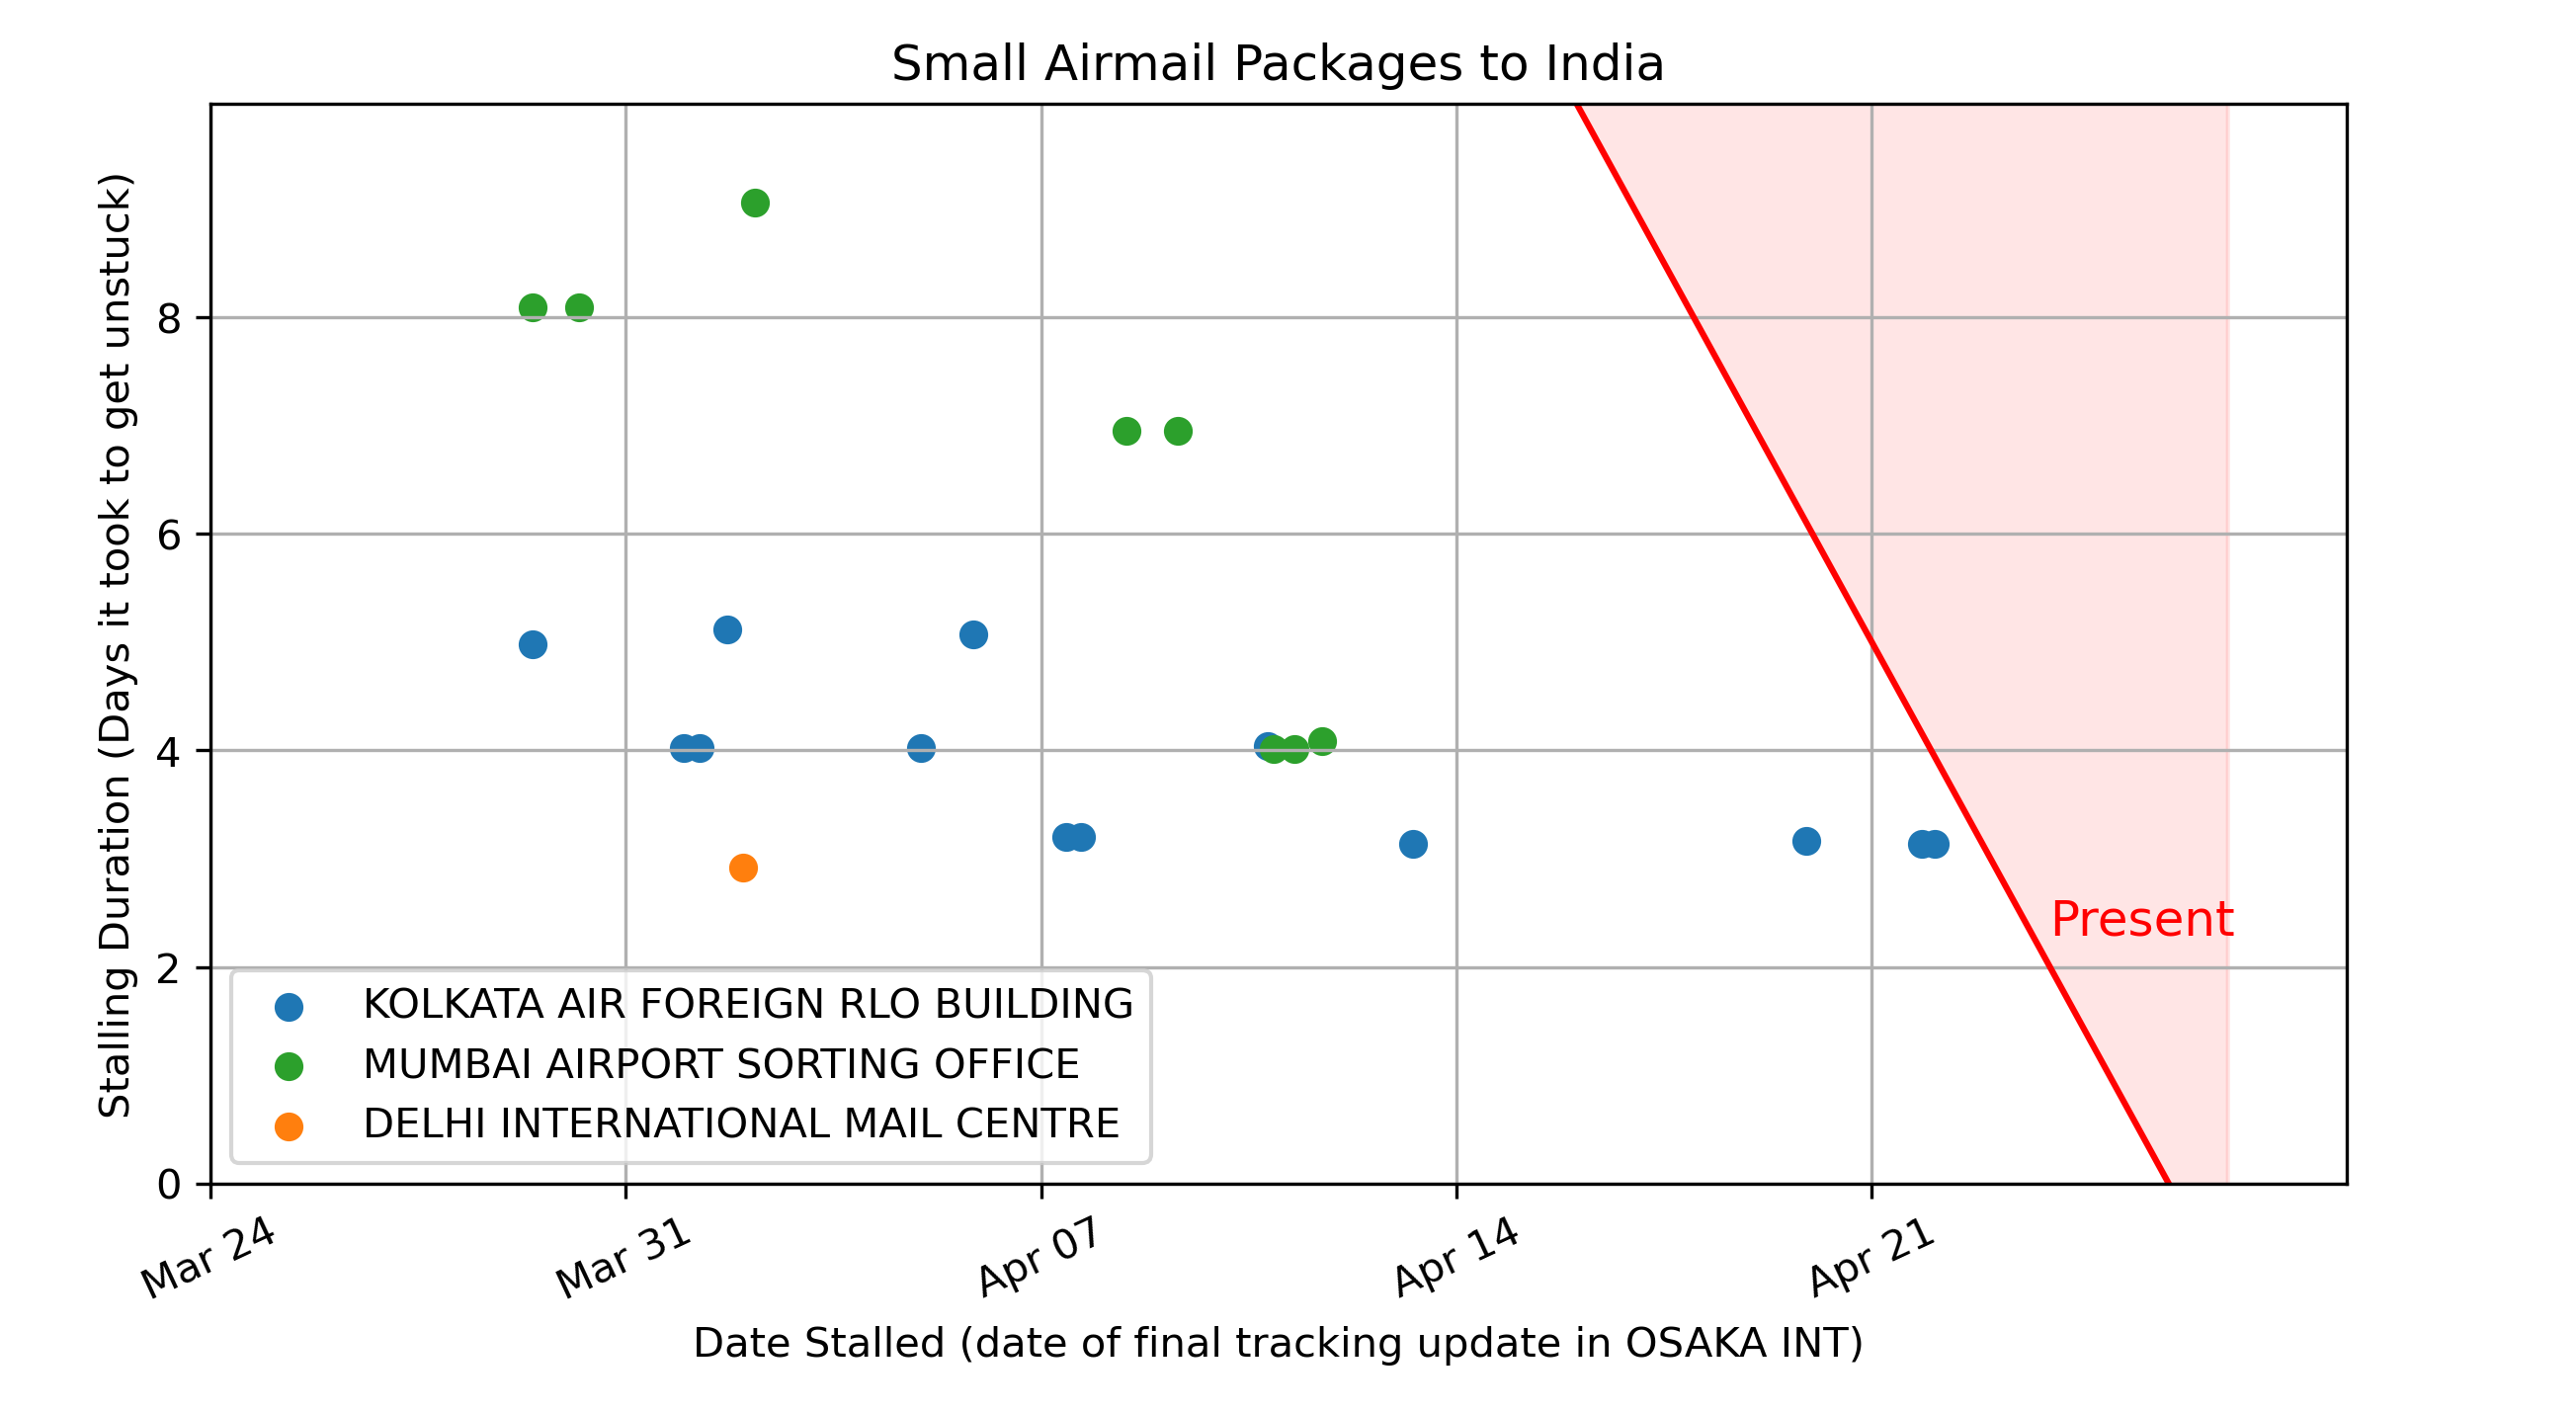 Small Airmail Packages to India
Stalling Duration (Days it took to get unstuck)
8
6
4
2
0
Present
KOLKATA AIR FOREIGN RLO BUILDING
MUMBAI AIRPORT SORTING OFFICE
DELHI INTERNATIONAL MAIL CENTRE
Mar 24
Mar 31
Apr 07
Apr 14
Apr 21
Date Stalled (date of final tracking update in OSAKA INT)